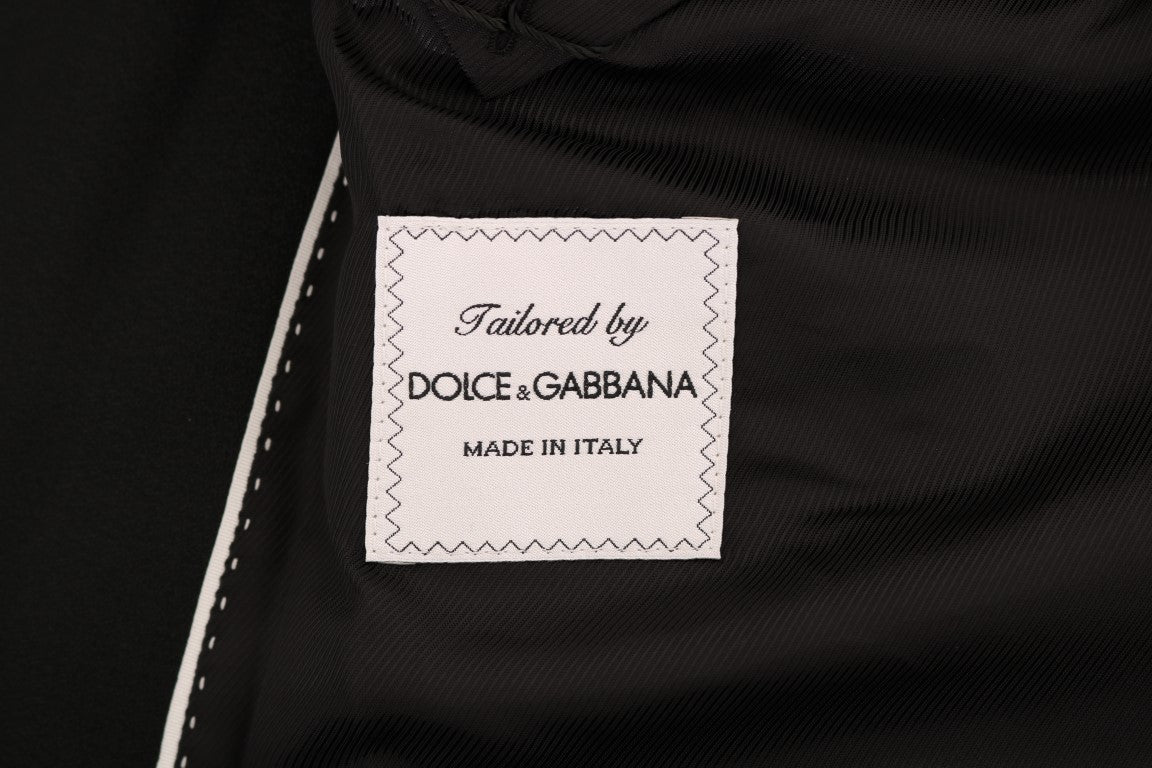 Tailored by
DOLCE & GABBANA
MADE IN ITALY